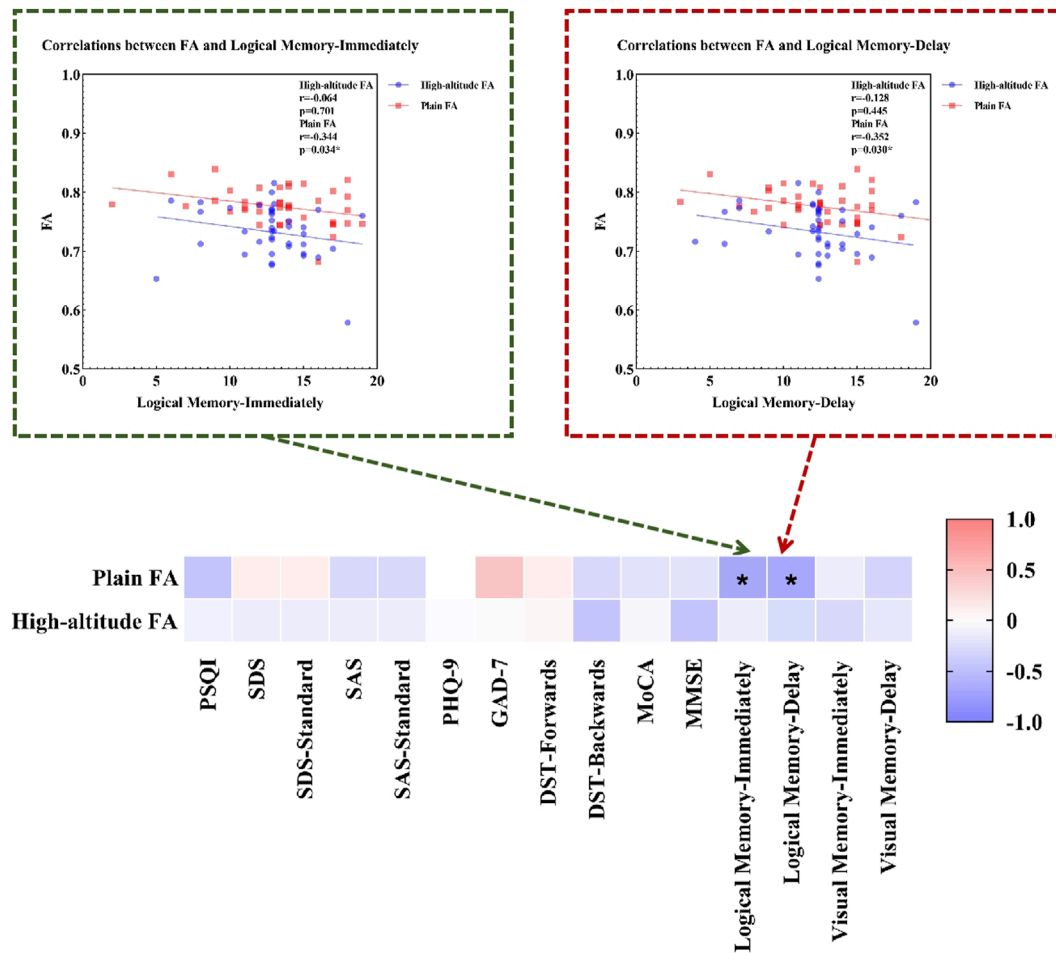 Correlations between FA and Logical Memory-Immediately
High-altitude FA
r=-0.064
p=0.701
Plain FA
r=-0.344
p=0.034*
High-altitude FA
Plain FA
1.0
0.9
0.8
0.7
0.6
0.5
FA
0
5
10
15
20
Logical Memory-Immediately
Correlations between FA and Logical Memory-Delay
High-altitude FA
r=-0.128
p=0.445
Plain FA
r=-0.352
p=0.030*
High-altitude FA
Plain FA
1.0
0.9
0.8
0.7
0.6
0.5
FA
0
5
10
15
20
Logical Memory-Delay
Plain FA
* *
High-altitude FA
PSQI
SDS
SDS-Standard
SAS
SAS-Standard
PHQ-9
GAD-7
DST-Forwards
DST-Backwards
MoCA
MMSE
Logical Memory-Immediately
Logical Memory-Delay
Visual Memory-Immediately
Visual Memory-Delay
1.0
0.5
0
-0.5
-1.0